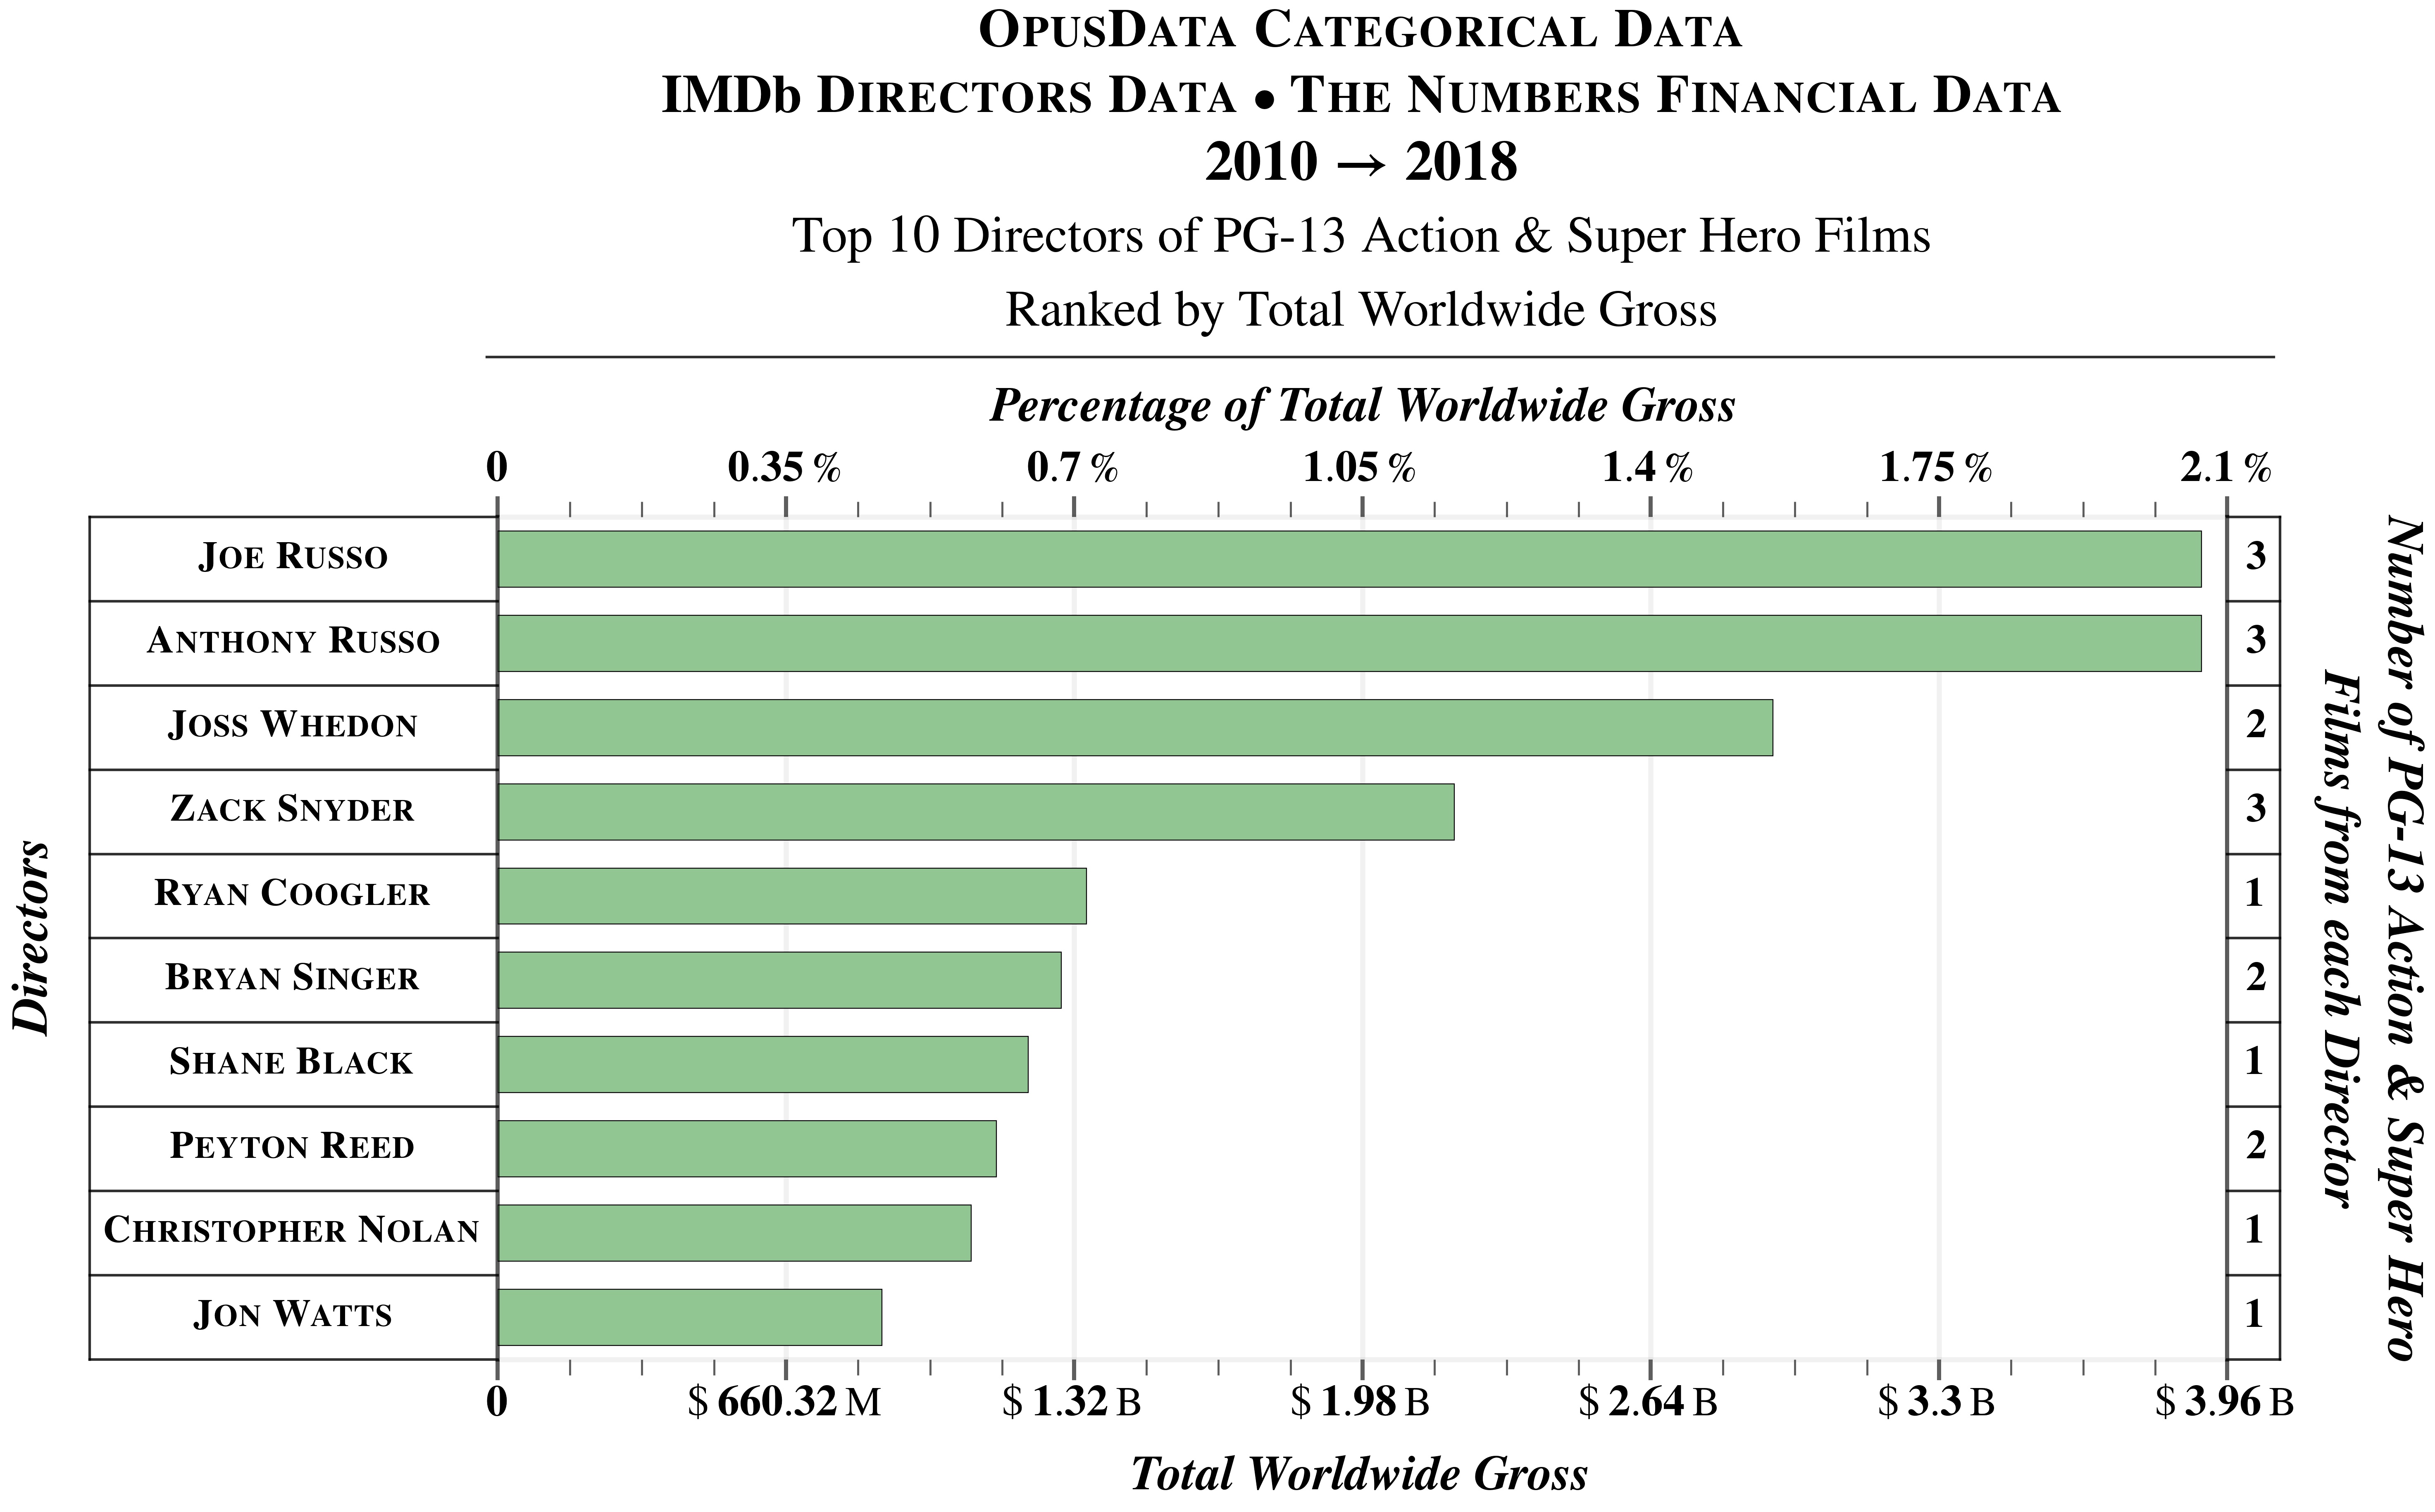 OpusData Categorical Data
IMDb Directors Data • The Numbers Financial Data
2010 → 2018
Top 10 Directors of PG-13 Action & Super Hero Films
Ranked by Total Worldwide Gross
Percentage of Total Worldwide Gross
0 0.35 % 0.7 % 1.05 % 1.4 % 1.75 % 2.1 %
Directors
Joe Russo 3
Anthony Russo 3
Joss Whedon 2
Zack Snyder 3
Ryan Coogler 1
Bryan Singer 2
Shane Black 1
Peyton Reed 2
Christopher Nolan 1
Jon Watts 1
Number of PG-13 Action & Super Hero
Films from each Director
0 $ 660.32 M $ 1.32 B $ 1.98 B $ 2.64 B $ 3.3 B $ 3.96 B
Total Worldwide Gross